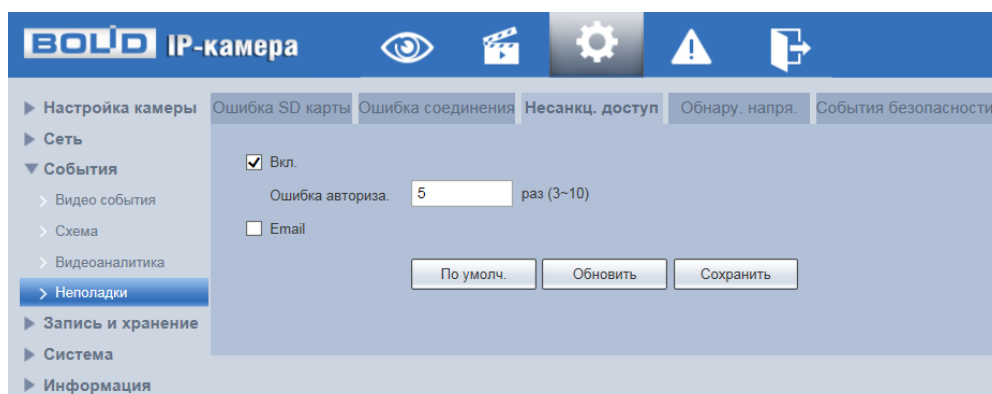 BOLID IP-камера
Настройка камеры
Сеть
События
Видео события
Схема
Видеоаналитика
Неполадки
Запись и хранение
Система
Информация
Ошибка SD карты Ошибка соединения Несанкц. доступ Обнару. напря. События безопасности
Вкл.
Ошибка авториза. 5 раз (3~10)
Email
По умолч. Обновить Сохранить